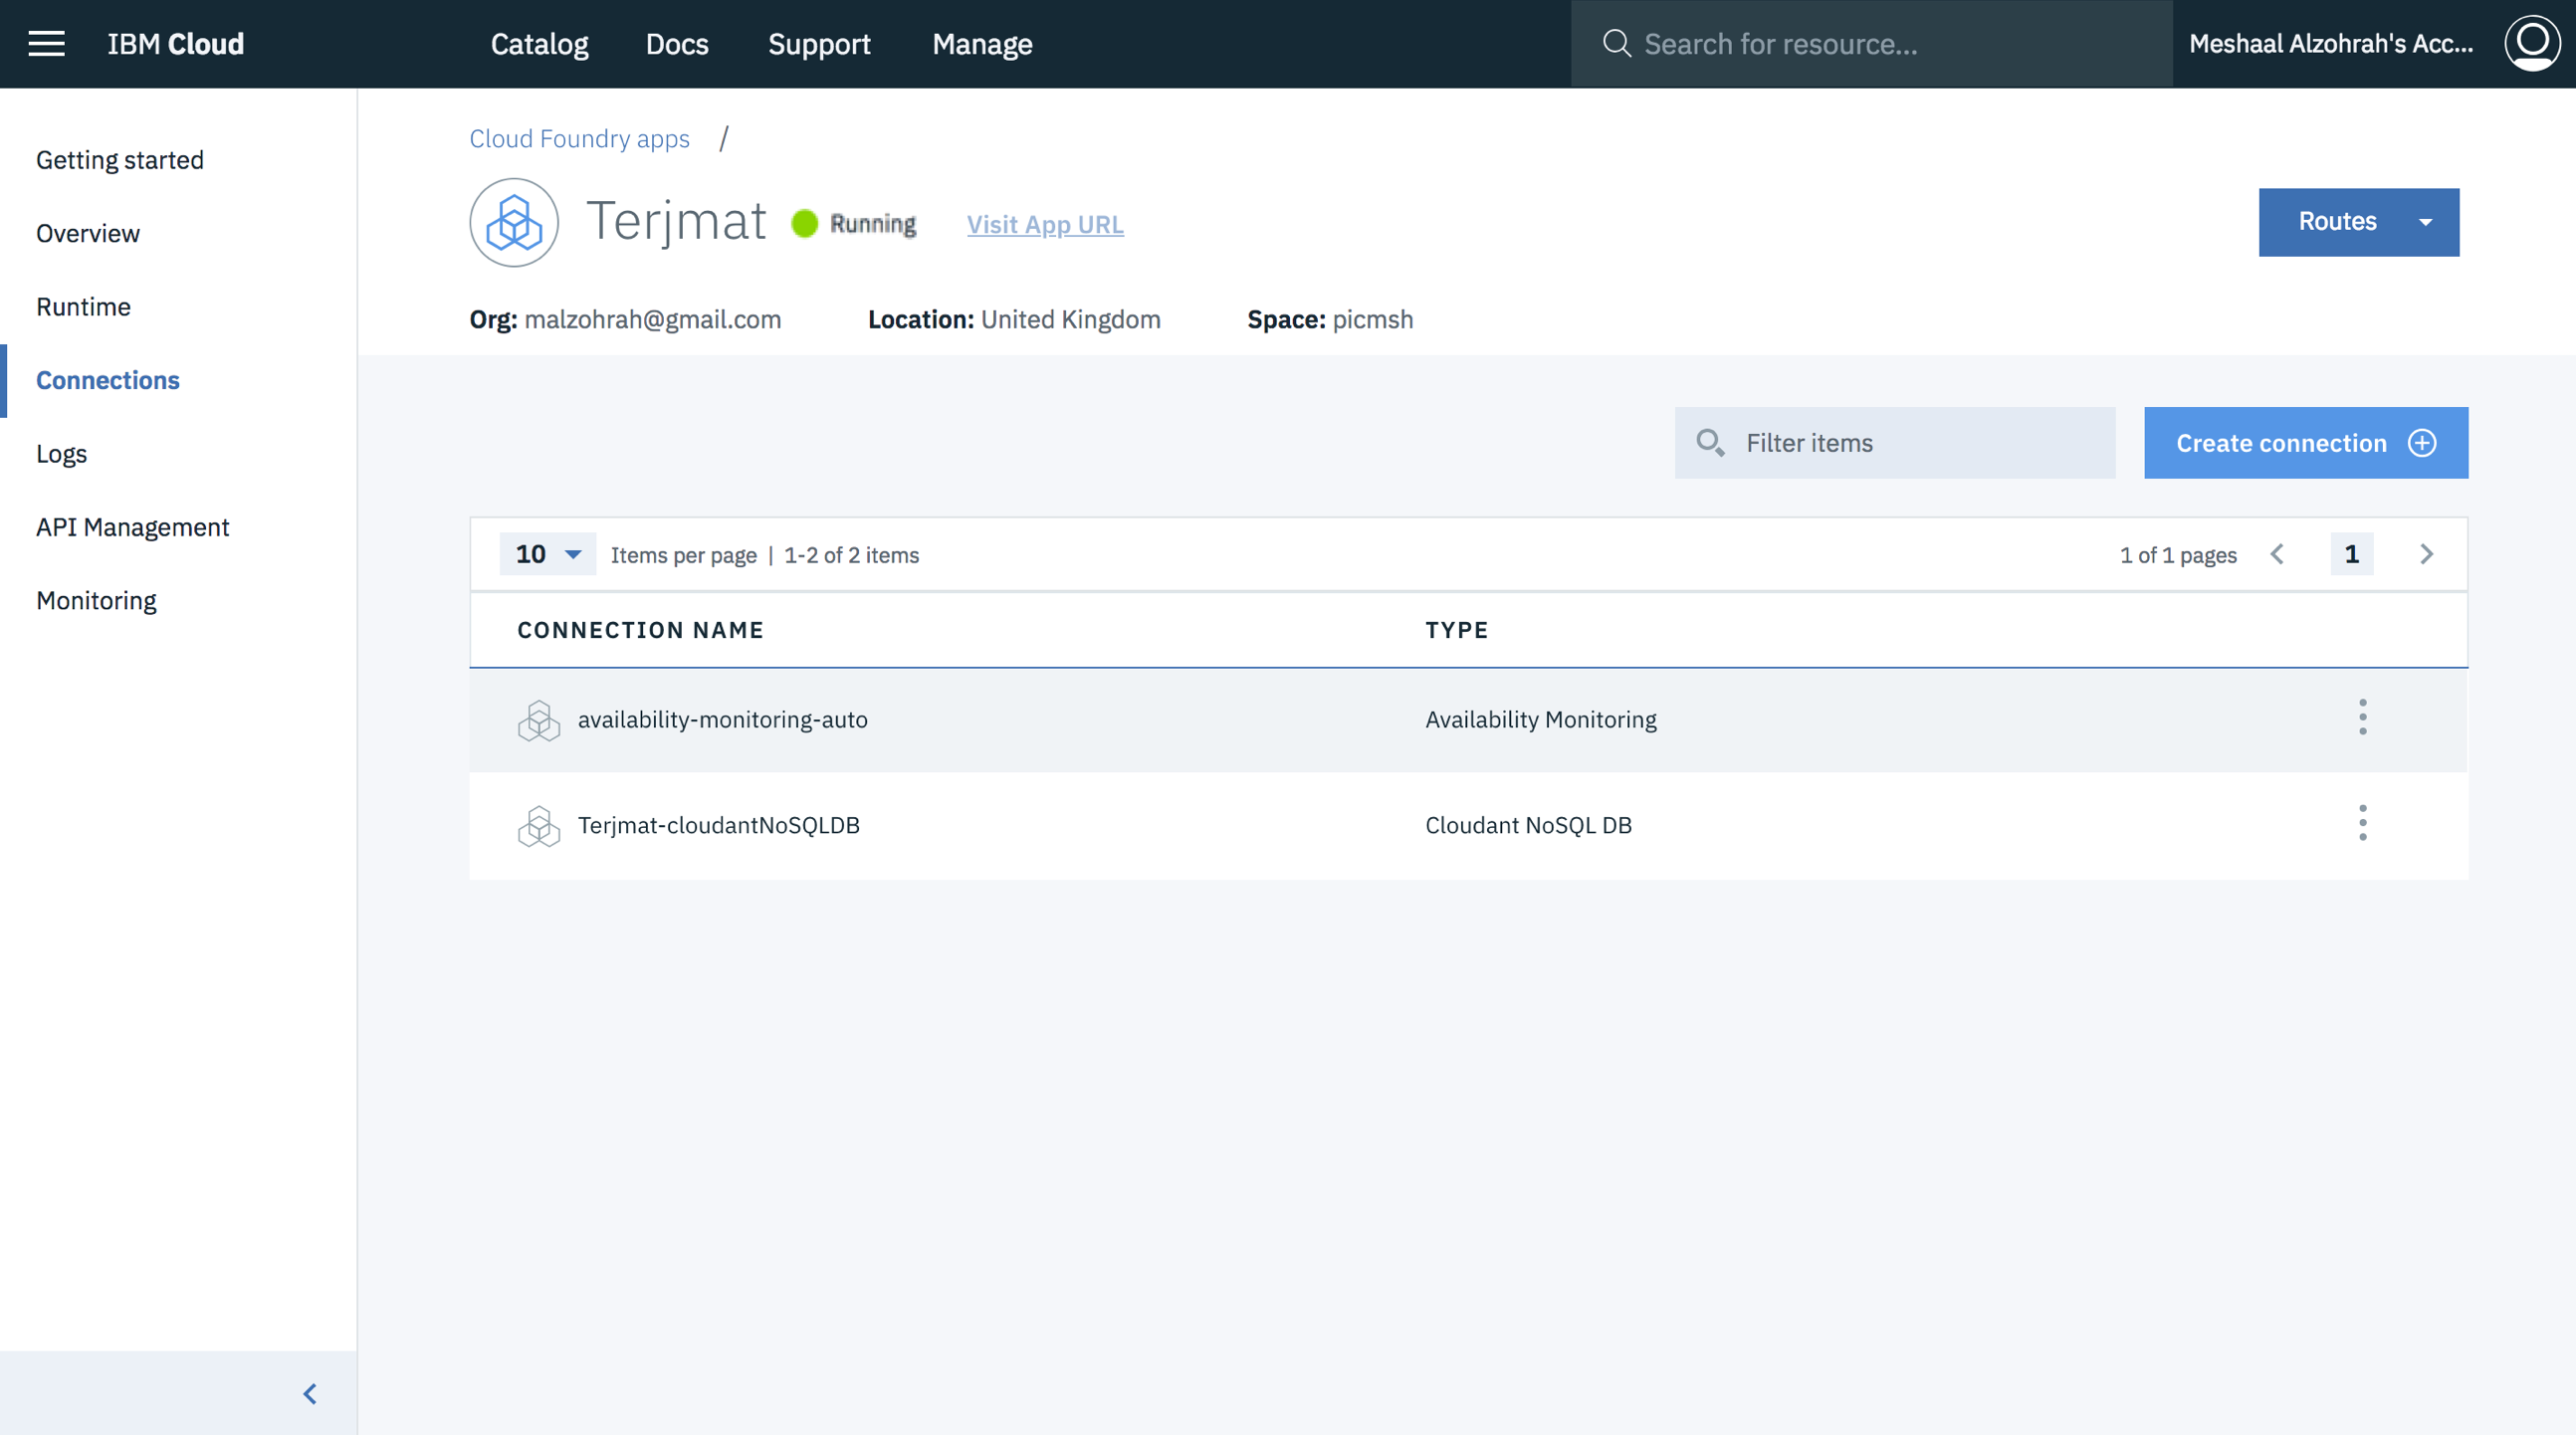 IBM Cloud Catalog Docs Support Manage Search for resource... Meshaal Alzohrah's Acc...
Getting started
Overview
Runtime
Connections
Logs
API Management
Monitoring
Cloud Foundry apps /
Terjmat Running Visit App URL Routes
Org: malzohrah@gmail.com Location: United Kingdom Space: picmsh
Filter items Create connection
10 Items per page | 1-2 of 2 items 1 of 1 pages 1
CONNECTION NAME TYPE
availability-monitoring-auto Availability Monitoring
Terjmat-cloudantNoSQLDB Cloudant NoSQL DB